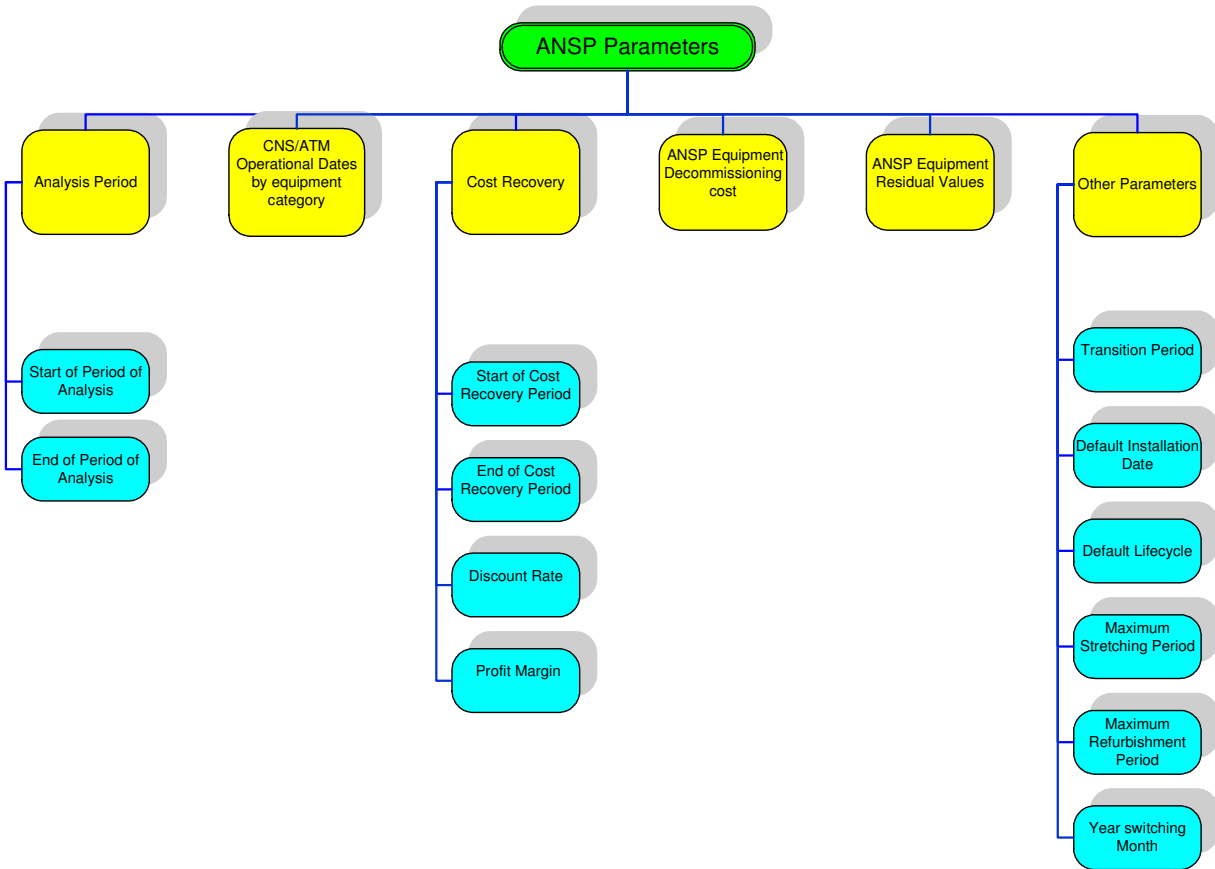 ANSP Parameters
Analysis Period
CNS/ATM
Operational Dates
by equipment
category
Cost Recovery
ANSP Equipment
Decommissioning
cost
ANSP Equipment
Residual Values
Other Parameters
Start of Period of
Analysis
End of Period of
Analysis
Start of Cost
Recovery Period
End of Cost
Recovery Period
Discount Rate
Profit Margin
Transition Period
Default Installation
Date
Default Lifecycle
Maximum
Stretching Period
Maximum
Refurbishment
Period
Year switching
Month